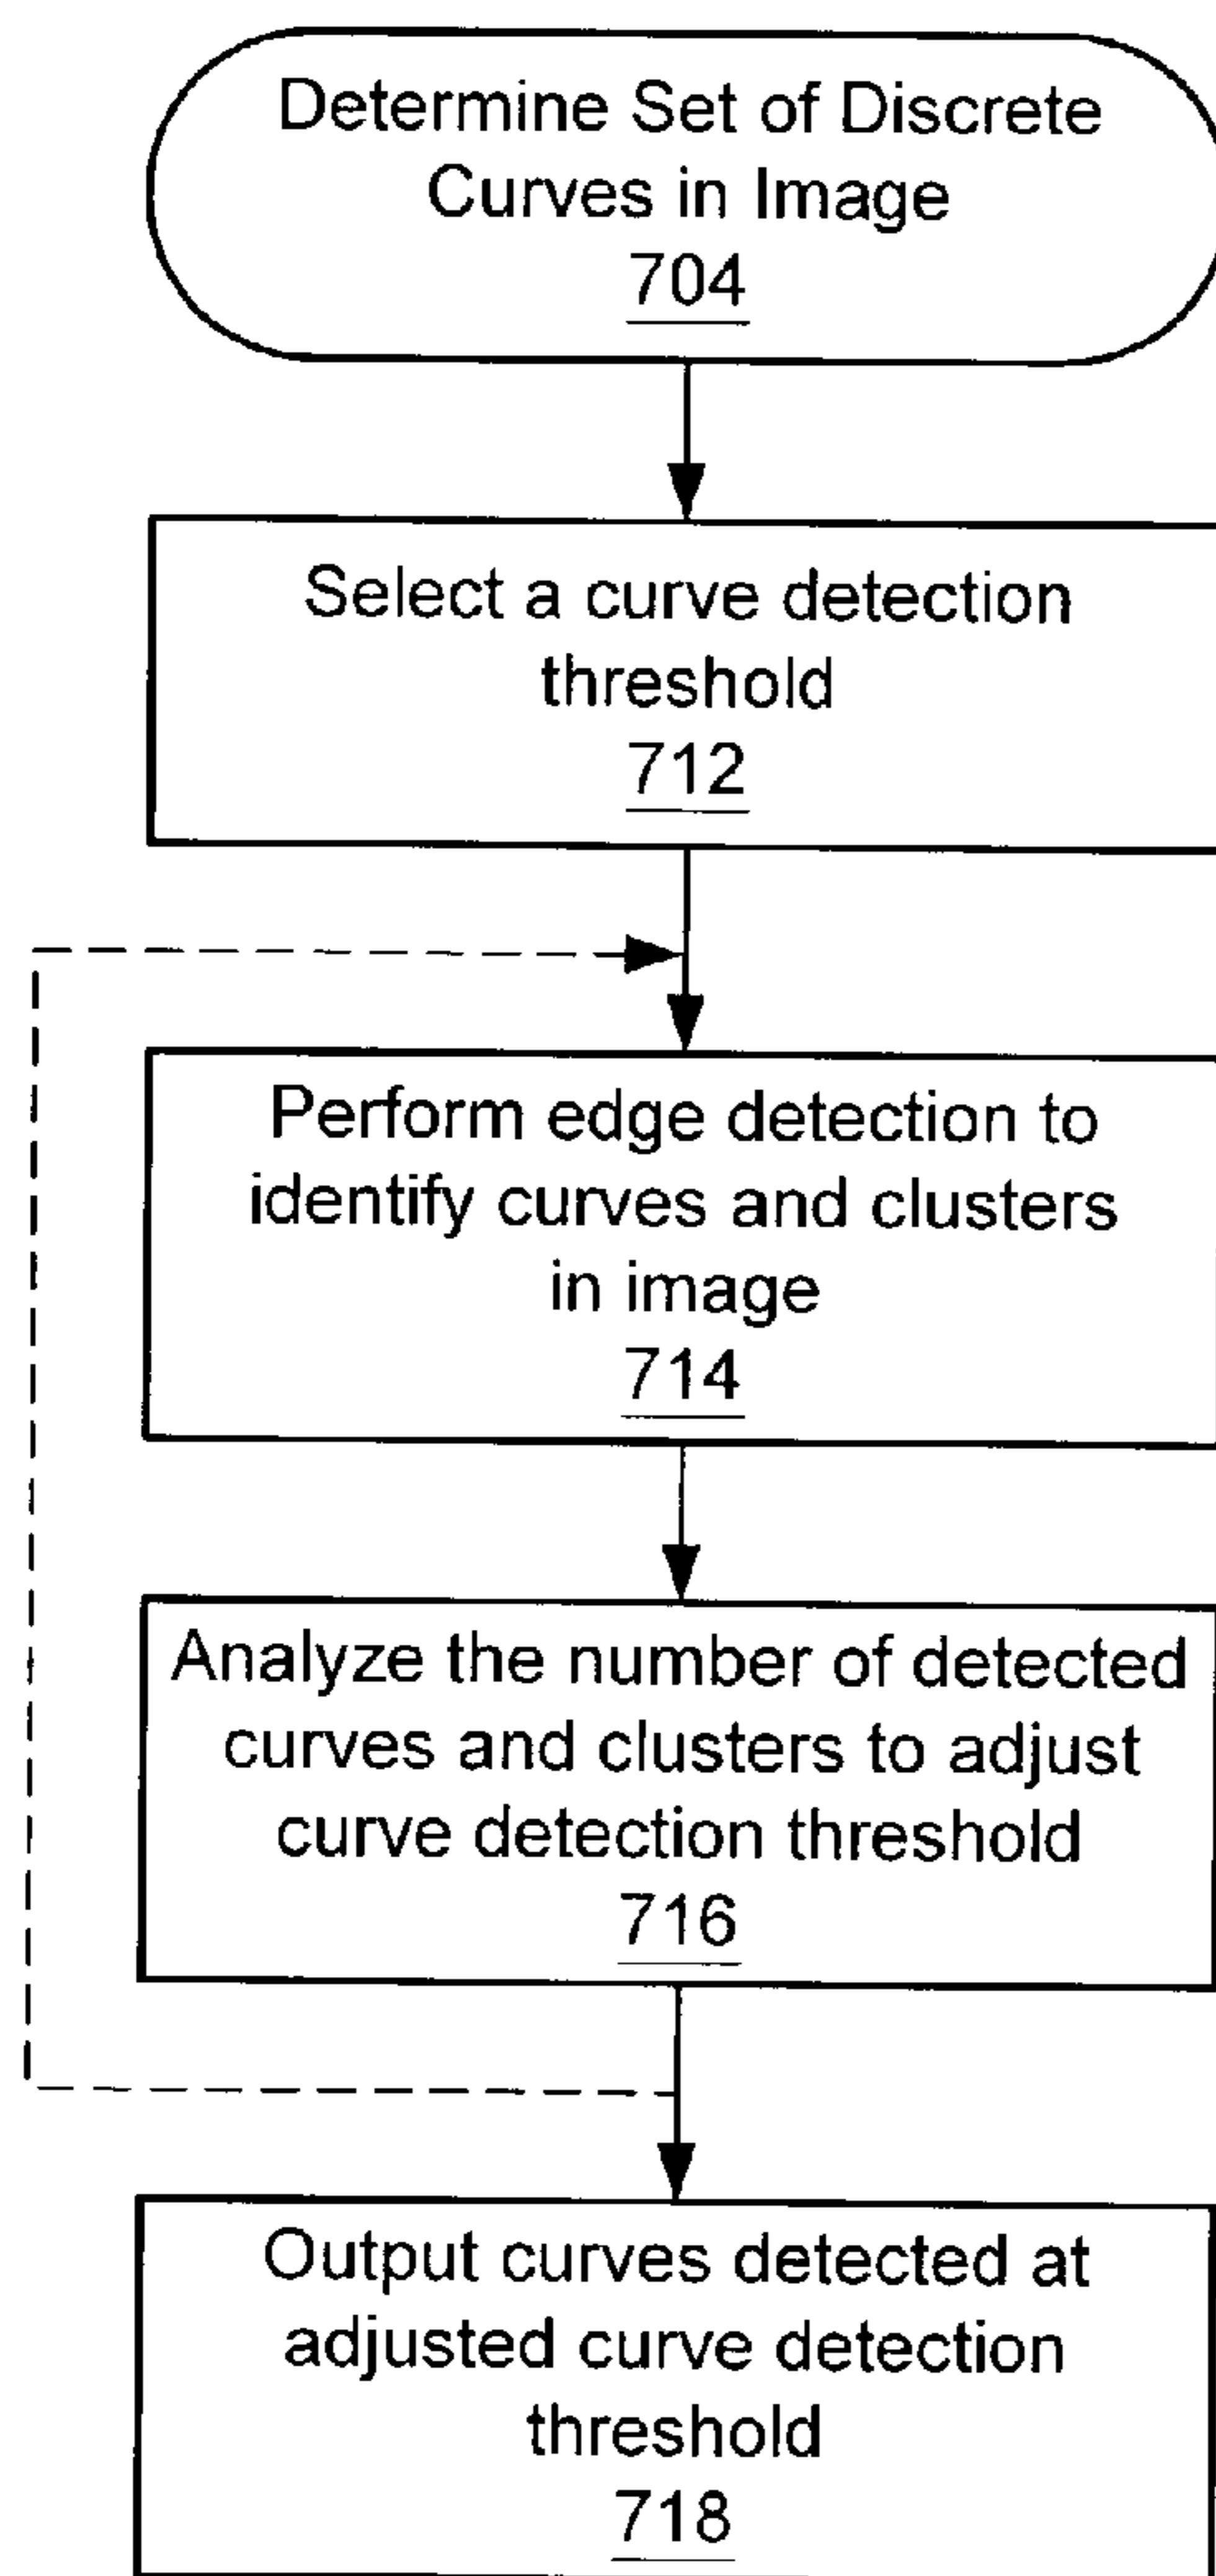 Determine Set of Discrete
Curves in Image
704
Select a curve detection
threshold
712
Perform edge detection to
identify curves and clusters
in image
714
Analyze the number of detected
curves and clusters to adjust
curve detection threshold
716
Output curves detected at
adjusted curve detection
threshold
718